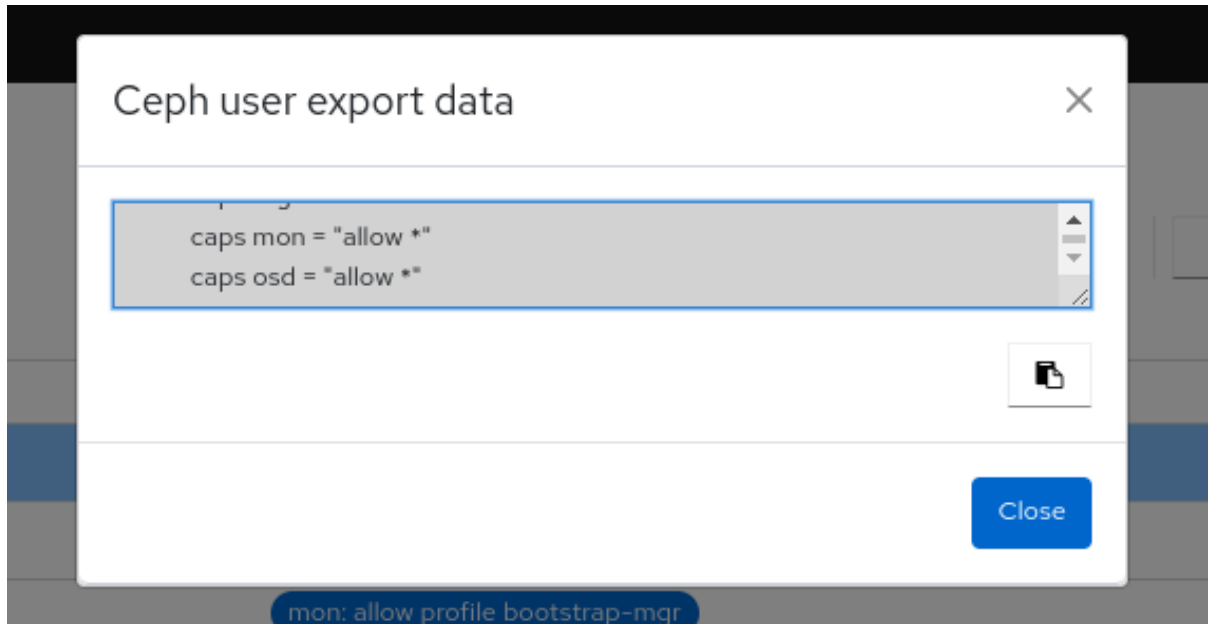 Ceph user export data
caps mon = "allow *"
caps osd = "allow *"
Close
mon: allow profile bootstrap-mgr